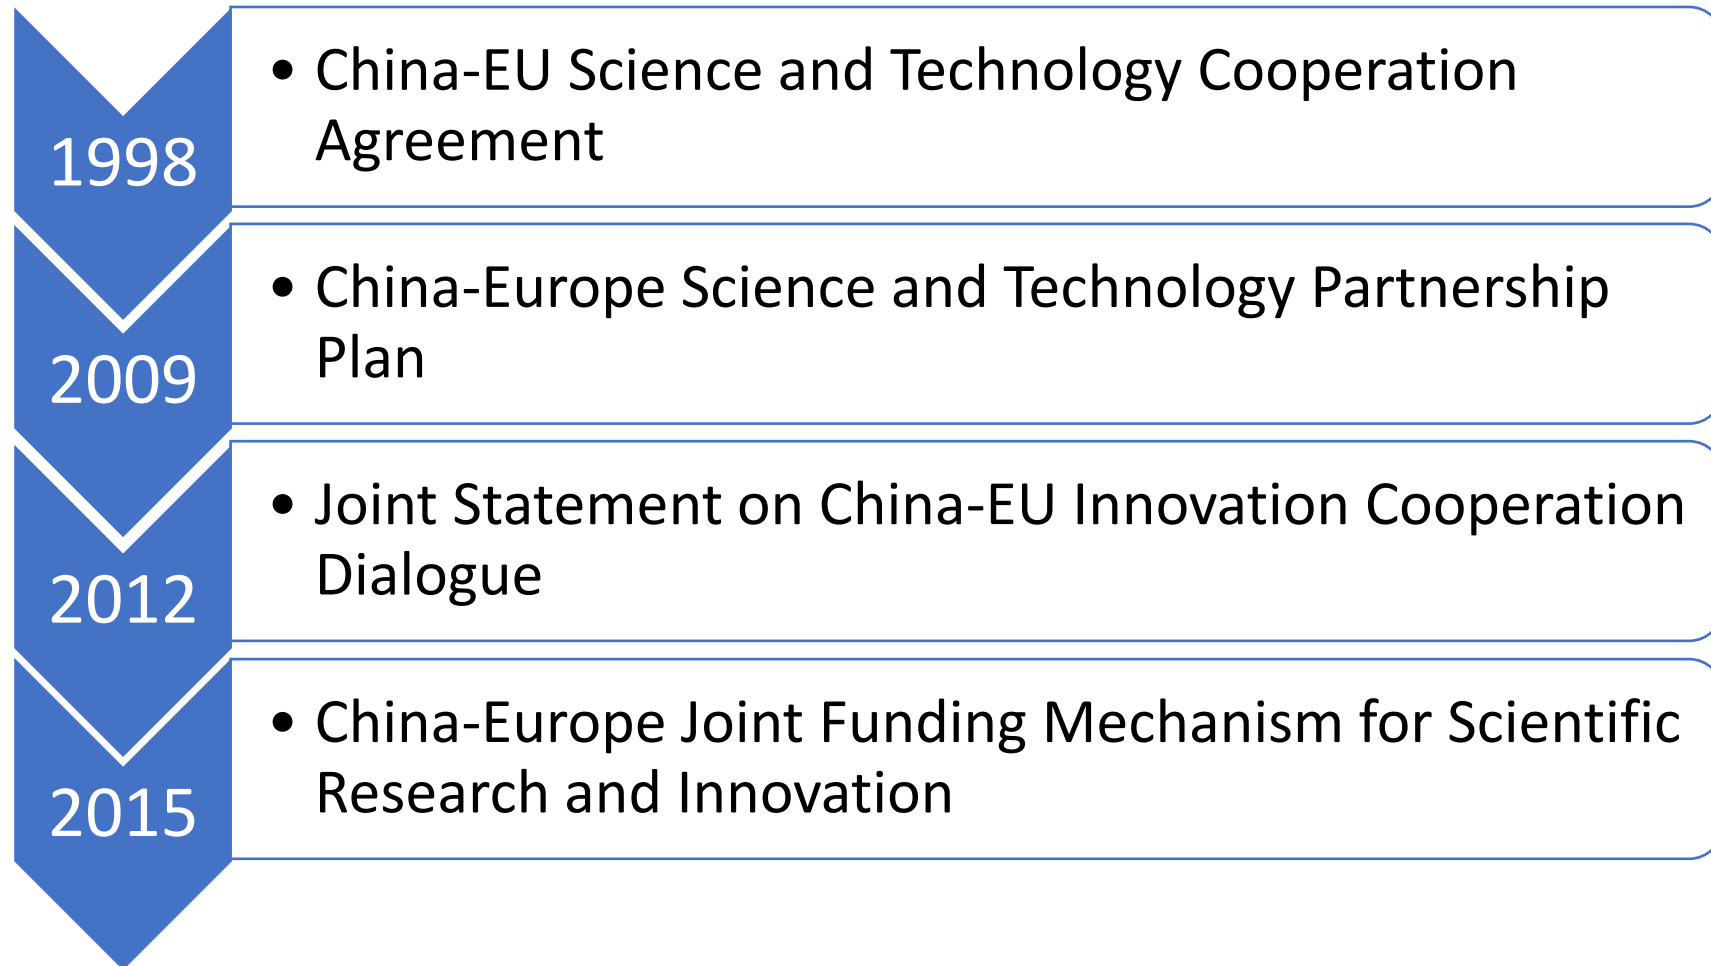 1998
• China-EU Science and Technology Cooperation
Agreement
2009
• China-Europe Science and Technology Partnership
Plan
2012
• Joint Statement on China-EU Innovation Cooperation
Dialogue
2015
• China-Europe Joint Funding Mechanism for Scientific
Research and Innovation